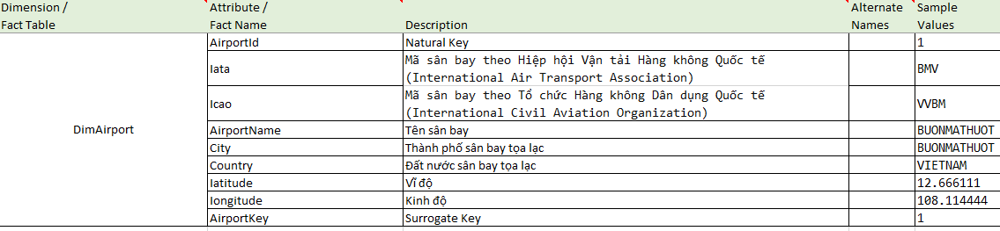 Dimension / Attribute / Alternate Sample
Fact Table Fact Name Description Names Values
AirportId Natural Key 1
Iata Mã sân bay theo Hiệp hội Vận tải Hàng không Quốc tế
(International Air Transport Association) BMV
Icao Mã sân bay theo Tổ chức Hàng không Dân dụng Quốc tế
(International Civil Aviation Organization) VVBM
DimAirport AirportName Tên sân bay BUONMATHUOT
City Thành phố sân bay tọa lạc BUONMATHUOT
Country Đất nước sân bay tọa lạc VIETNAM
Iatitude Vĩ độ 12.666111
Iongitude Kinh độ 108.114444
AirportKey Surrogate Key 1